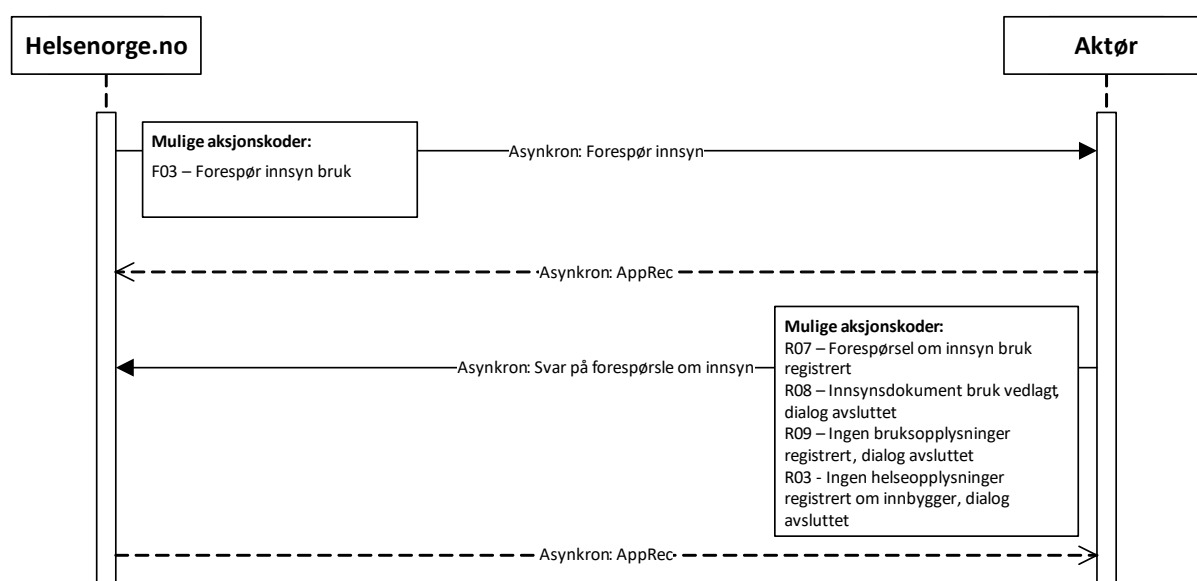 Helsenorge.no
Aktør
Mulige aksjonskoder:
F03 – Forespør innsyn bruk
Asynkron: Forespør innsyn
Asynkron: AppRec
Mulige aksjonskoder:
R07 – Forespørsel om innsyn bruk
registrert
R08 – Innsynsdokument bruk vedlagt,
dialog avsluttet
R09 – Ingen bruksopplysninger
registrert, dialog avsluttet
R03 - Ingen helseopplysninger
registrert om innbygger, dialog
avsluttet
Asynkron: Svar på forespørsle om innsyn
Asynkron: AppRec